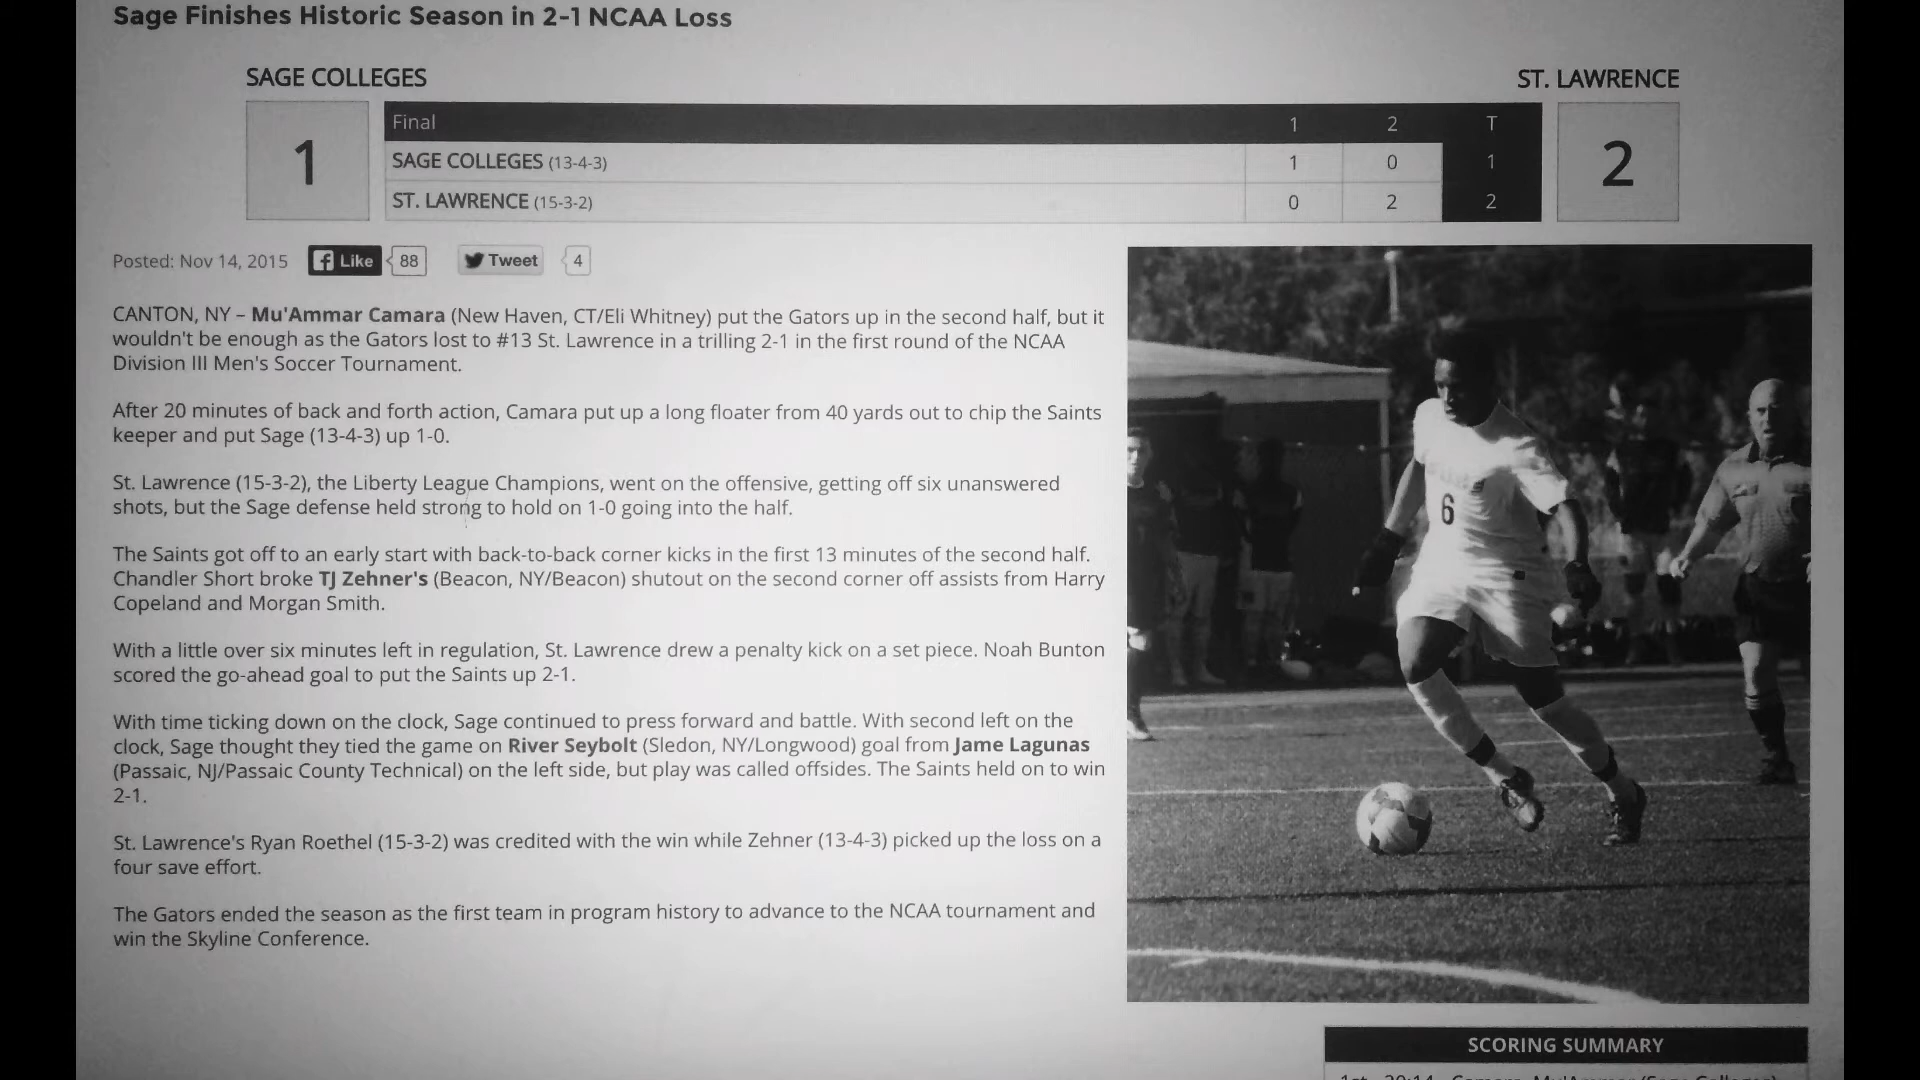 Sage Finishes Historic Season in 2-1 NCAA Loss
SAGE COLLEGES
ST. LAWRENCE
1
Final 1 2 T
SAGE COLLEGES (13-4-3) 1 0 1
ST. LAWRENCE (15-3-2) 0 2 2
2
Posted: Nov 14, 2015 Like 88 Tweet 4
CANTON, NY – Mu'Ammar Camara (New Haven, CT/Eli Whitney) put the Gators up in the second half, but it
wouldn't be enough as the Gators lost to #13 St. Lawrence in a trilling 2-1 in the first round of the NCAA
Division III Men's Soccer Tournament.
After 20 minutes of back and forth action, Camara put up a long floater from 40 yards out to chip the Saints
keeper and put Sage (13-4-3) up 1-0.
St. Lawrence (15-3-2), the Liberty League Champions, went on the offensive, getting off six unanswered
shots, but the Sage defense held strong to hold on 1-0 going into the half.
The Saints got off to an early start with back-to-back corner kicks in the first 13 minutes of the second half.
Chandler Short broke TJ Zehner's (Beacon, NY/Beacon) shutout on the second corner off assists from Harry
Copeland and Morgan Smith.
With a little over six minutes left in regulation, St. Lawrence drew a penalty kick on a set piece. Noah Bunton
scored the go-ahead goal to put the Saints up 2-1.
With time ticking down on the clock, Sage continued to press forward and battle. With second left on the
clock, Sage thought they tied the game on River Seybolt (Sledon, NY/Longwood) goal from Jame Lagunas
(Passaic, NJ/Passaic County Technical) on the left side, but play was called offsides. The Saints held on to win
2-1.
St. Lawrence's Ryan Roethel (15-3-2) was credited with the win while Zehner (13-4-3) picked up the loss on a
four save effort.
The Gators ended the season as the first team in program history to advance to the NCAA tournament and
win the Skyline Conference.
6
SCORING SUMMARY